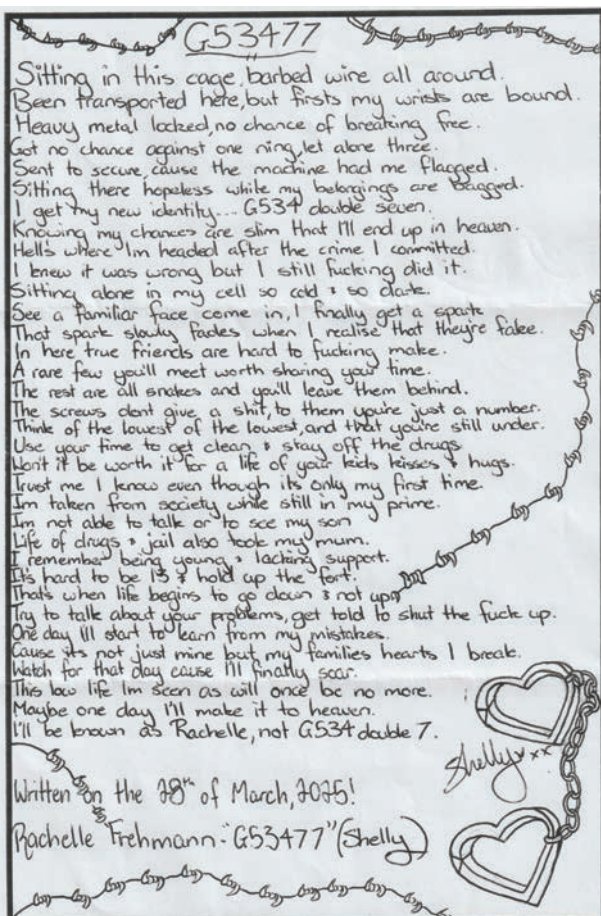 G53477
Sitting in this cage, barbed wire all around.
Been transported here, but firsts my wrists are bound.
Heavy metal locked, no chance of breaking free.
Got no chance against one ning, let alone three.
Sent to secure, cause the machine had me flagged.
Sitting there hopeless while my belongings are bagged.
I get my new identity... G534 double seven.
Knowing my chances are slim that I'll end up in heaven.
Hell's where Im headed after the crime I committed.
I knew it was wrong but I still fucking did it.
Sitting alone in my cell so cold & so dark.
See a familiar face come in, I finally get a spark
That spark slowly fades when I realise that theyre fake.
In here true friends are hard to fucking make.
A rare few you'll meet worth sharing your time.
The rest are all snakes and you'll leave them behind.
The screws dont give a shit, to them you're just a number.
Think of the lowest of the lowest, and that you're still under.
Use your time to get clean & stay off the drugs
Won't it be worth it for a life of your kids kisses & hugs.
Trust me I know even though its only my first time.
Im taken from society while still in my prime.
Im not able to talk or to see my son
Life of drugs & jail also took my mum.
I remember being young & lacking support.
It's hard to be 13 & hold up the fort.
Thats when life begins to go down & not up
Try to talk about your problems, get told to shut the fuck up.
One day I'll start to learn from my mistakes.
Cause its not just mine but my families hearts I break.
Watch for that day cause I'll finally soar.
This low life Im seen as will once be no more.
Maybe one day I'll make it to heaven.
I'll be known as Rachelle, not G534 double 7.
Shelly xxx
Written on the 28th of March, 2025!
Rachelle Frehmann - "G53477" (Shelly)